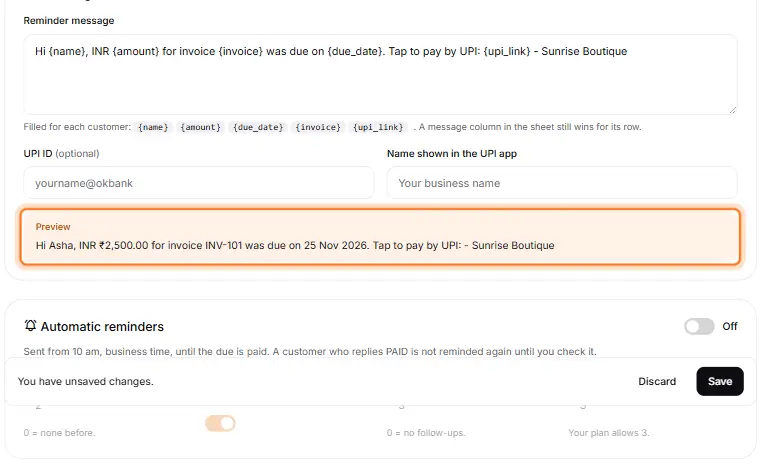 Reminder message
Hi {name}, INR {amount} for invoice {invoice} was due on {due_date}. Tap to pay by UPI: {upi_link} - Sunrise Boutique
Filled for each customer: {name} {amount} {due_date} {invoice} {upi_link} . A message column in the sheet still wins for its row.
UPI ID (optional) Name shown in the UPI app
yourname@okbank Your business name
Preview
Hi Asha, INR ₹2,500.00 for invoice INV-101 was due on 25 Nov 2026. Tap to pay by UPI: - Sunrise Boutique
Automatic reminders Off
Sent from 10 am, business time, until the due is paid. A customer who replies PAID is not reminded again until you check it.
You have unsaved changes. Discard Save
0 = none before. 0 = no follow-ups. Your plan allows 3.